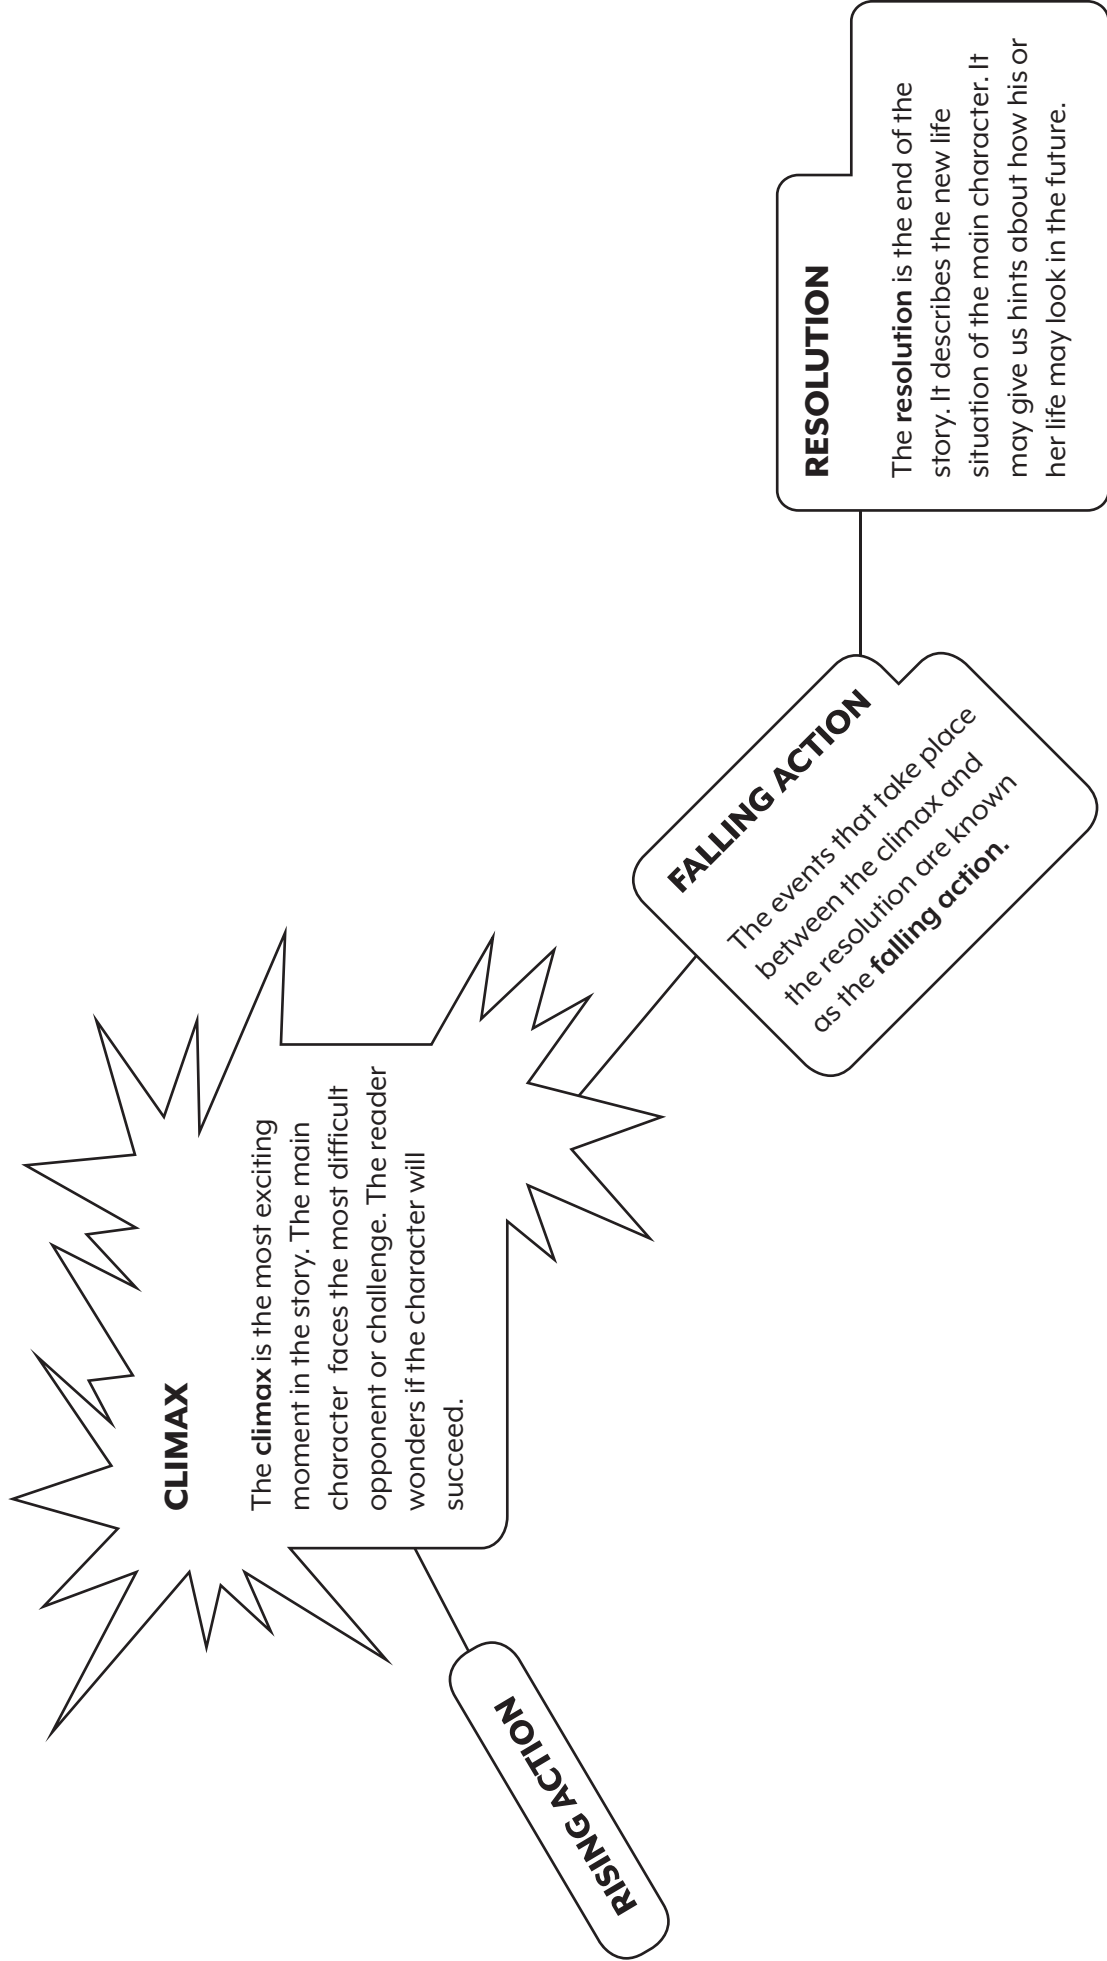 RISING ACTION
CLIMAX
The climax is the most exciting
moment in the story. The main
character faces the most difficult
opponent or challenge. The reader
wonders if the character will
succeed.
FALLING ACTION
The events that take place
between the climax and
the resolution are known
as the falling action.
RESOLUTION
The resolution is the end of the
story. It describes the new life
situation of the main character. It
may give us hints about how his or
her life may look in the future.